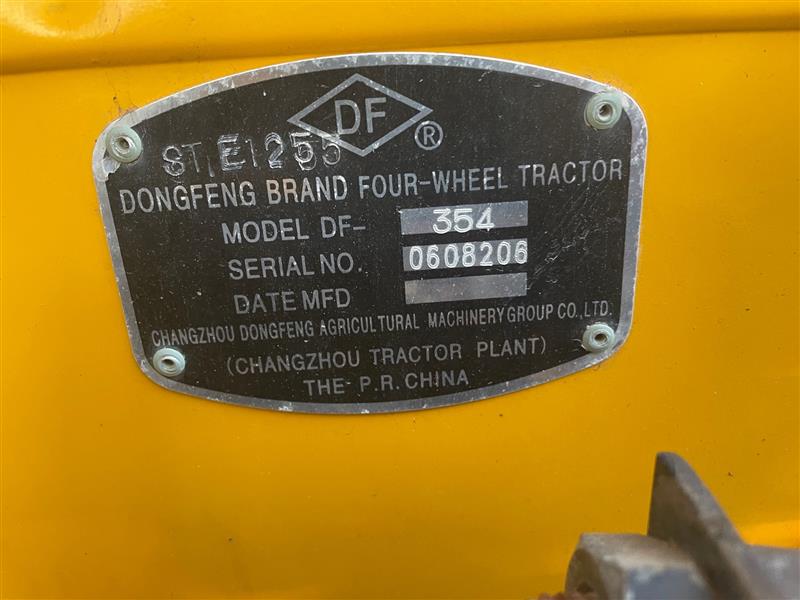 DF ®
ST,E1255
DONGFENG BRAND FOUR-WHEEL TRACTOR
MODEL DF- 354
SERIAL NO. 0608206
DATE MFD
CHANGZHOU DONGFENG AGRICULTURAL MACHINERY GROUP CO.,LTD.
(CHANGZHOU TRACTOR PLANT)
THE P.R.CHINA